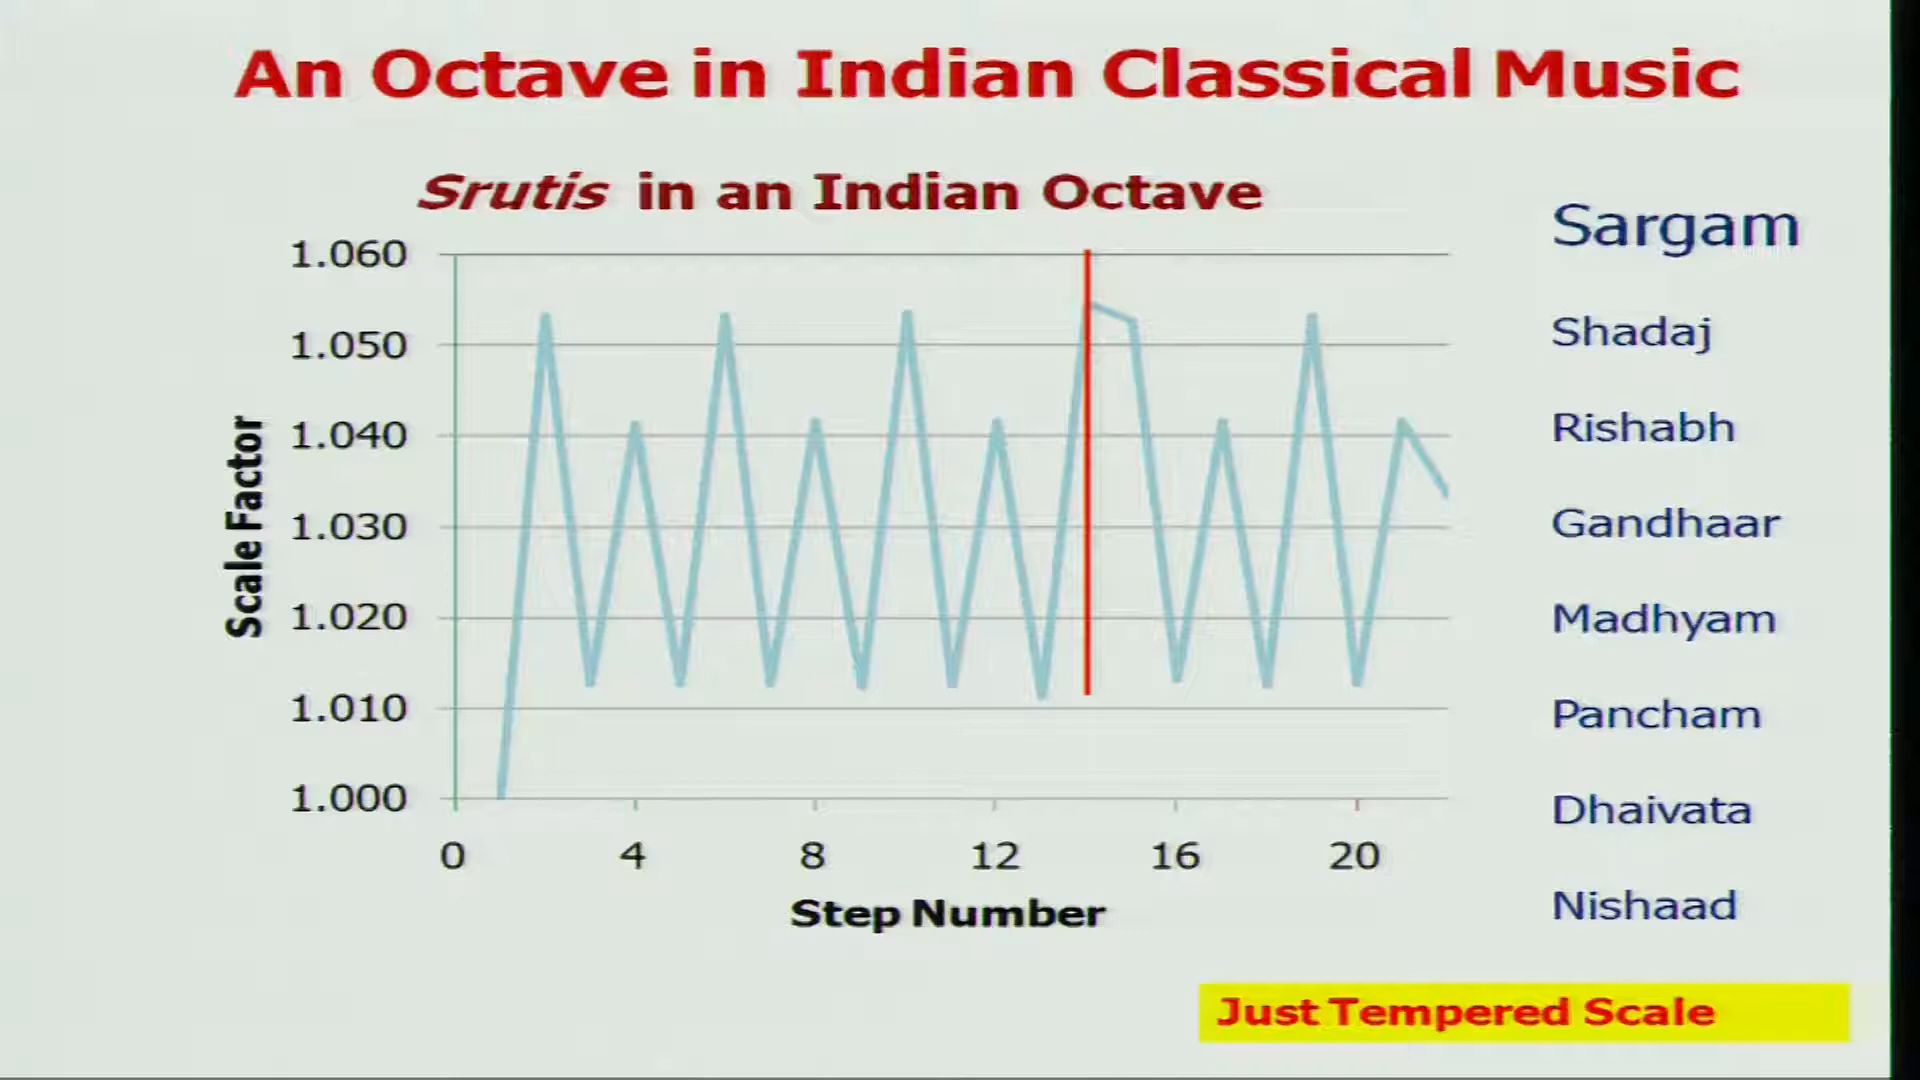 An Octave in Indian Classical Music
Srutis in an Indian Octave
1.060
1.050
1.040
1.030
1.020
1.010
1.000
Scale Factor
0 4 8 12 16 20
Step Number
Sargam
Shadaj
Rishabh
Gandhaar
Madhyam
Pancham
Dhaivata
Nishaad
Just Tempered Scale